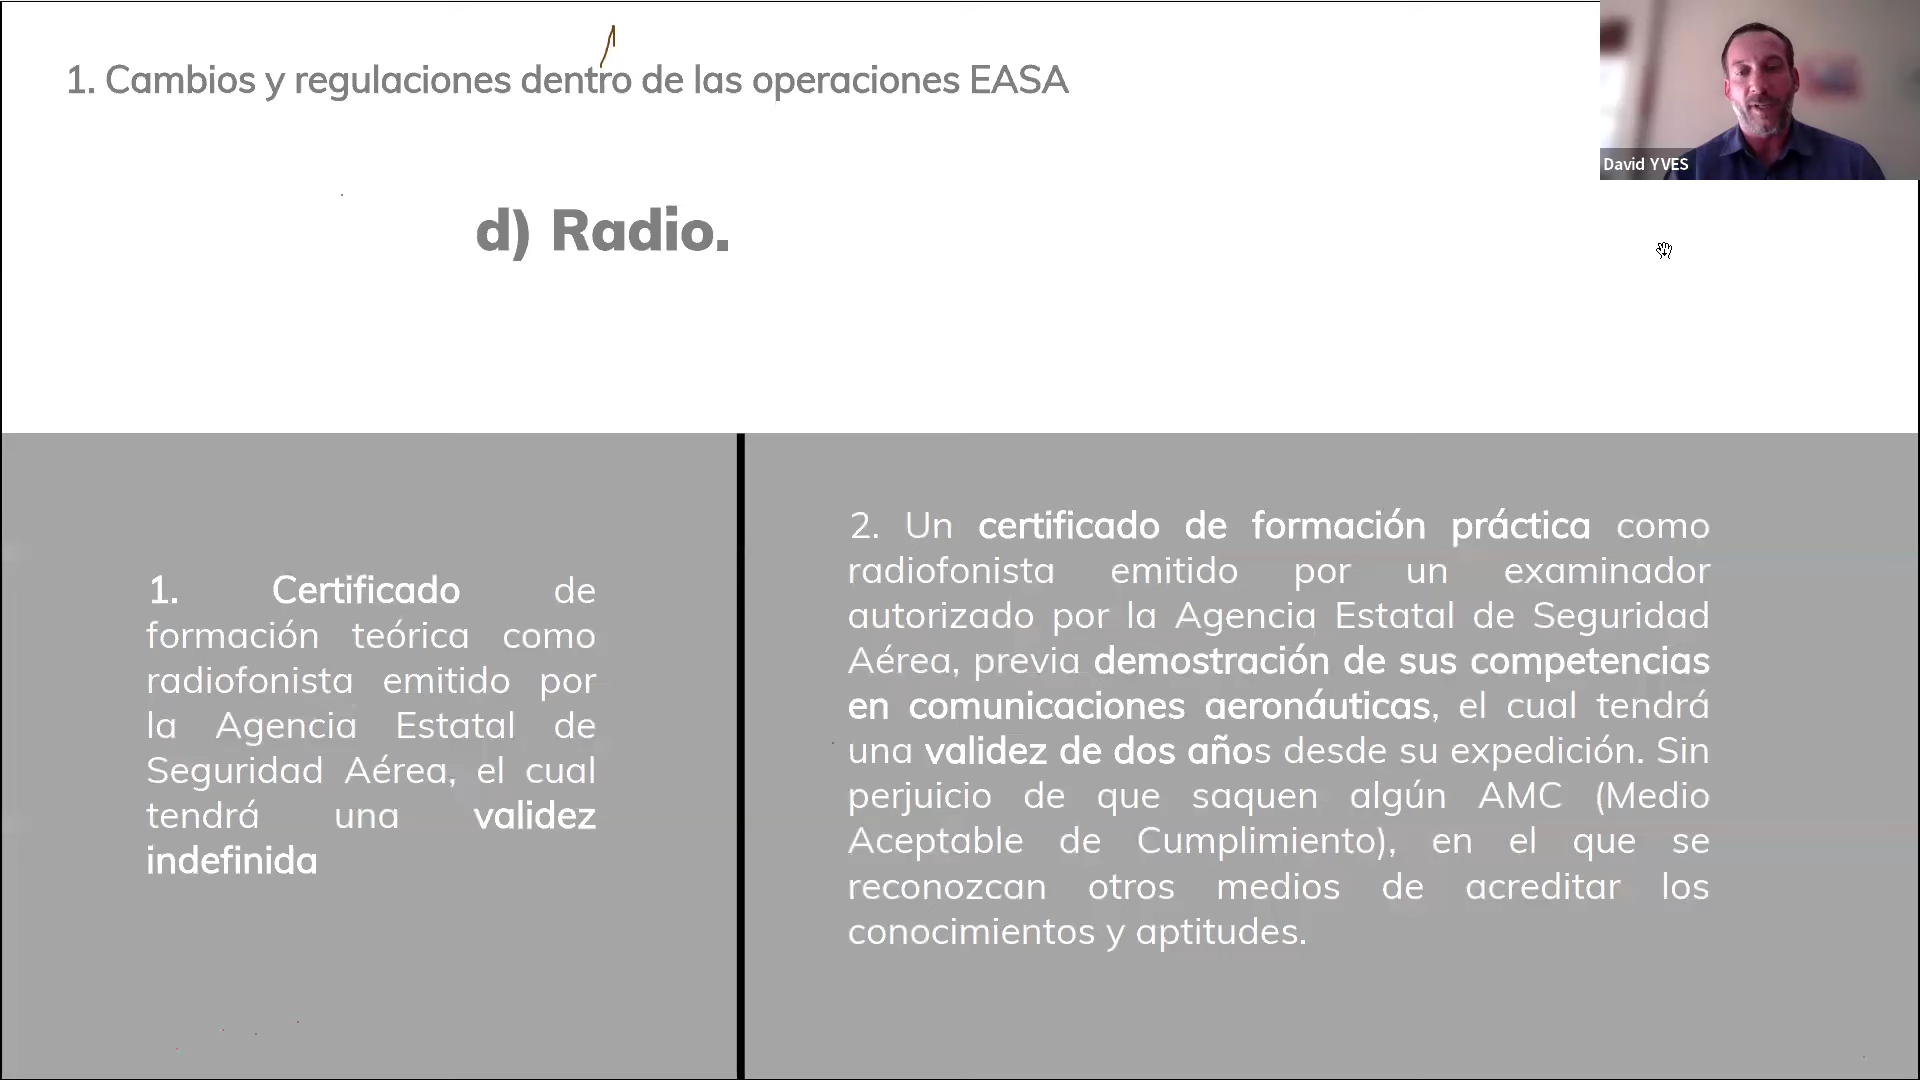 1. Cambios y regulaciones dentro de las operaciones EASA
David YVES
d) Radio.
1. Certificado de
formación teórica como
radiofonista emitido por
la Agencia Estatal de
Seguridad Aérea, el cual
tendrá una validez
indefinida
2. Un certificado de formación práctica como
radiofonista emitido por un examinador
autorizado por la Agencia Estatal de Seguridad
Aérea, previa demostración de sus competencias
en comunicaciones aeronáuticas, el cual tendrá
una validez de dos años desde su expedición. Sin
perjuicio de que saquen algún AMC (Medio
Aceptable de Cumplimiento), en el que se
reconozcan otros medios de acreditar los
conocimientos y aptitudes.